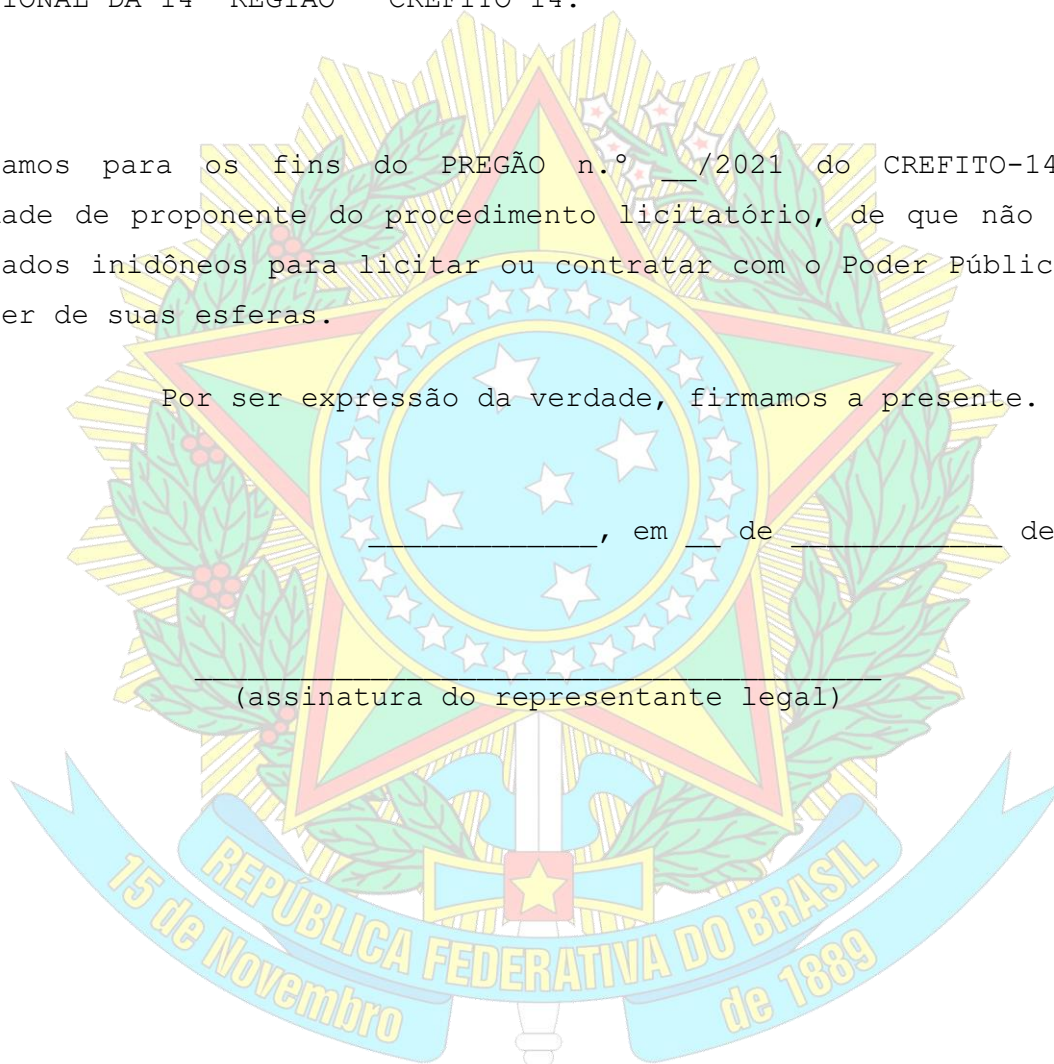 IONAL DA 14ª REGIÃO – CREFITO-14.
amos para os fins do PREGÃO n.º __/2021 do CREFITO-14
dade de proponente do procedimento licitatório, de que não
ados inidôneos para licitar ou contratar com o Poder Públic
er de suas esferas.
Por ser expressão da verdade, firmamos a presente.
_____________, em __ de ____________ de
_______________________________________
(assinatura do representante legal)
REPÚBLICA FEDERATIVA DO BRASIL
15 de Novembro de 1889